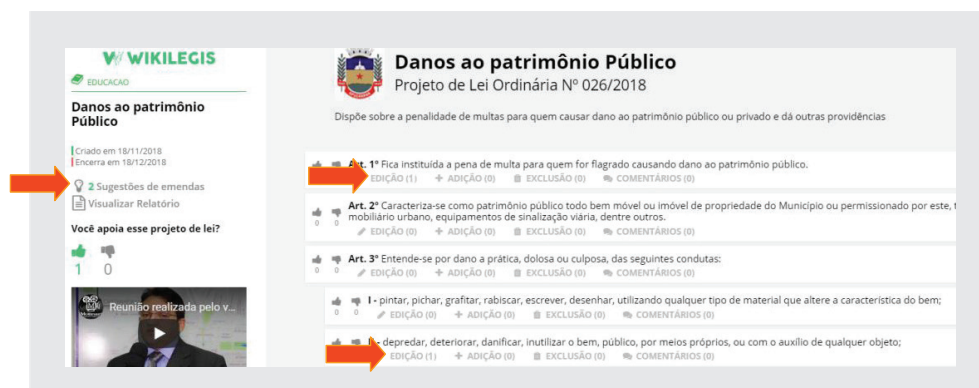 WIKILEGIS
EDUCACAO
Danos ao patrimônio
Público
Criado em 18/11/2018
Encerra em 18/12/2018
2 Sugestões de emendas
Visualizar Relatório
Você apoia esse projeto de lei?
1 0
Reunião realizada pelo v...
Danos ao patrimônio Público
Projeto de Lei Ordinária Nº 026/2018
Dispõe sobre a penalidade de multas para quem causar dano ao patrimônio público ou privado e dá outras providências
Art. 1º Fica instituída a pena de multa para quem for flagrado causando dano ao patrimônio público.
EDIÇÃO (1) + ADIÇÃO (0) EXCLUSÃO (0) COMENTÁRIOS (0)
Art. 2º Caracteriza-se como patrimônio público todo bem móvel ou imóvel de propriedade do Município ou permissionado por este,
0 0 mobiliário urbano, equipamentos de sinalização viária, dentre outros.
EDIÇÃO (0) + ADIÇÃO (0) EXCLUSÃO (0) COMENTÁRIOS (0)
Art. 3º Entende-se por dano a prática, dolosa ou culposa, das seguintes condutas:
0 0 EDIÇÃO (0) + ADIÇÃO (0) EXCLUSÃO (0) COMENTÁRIOS (0)
I - pintar, pichar, grafitar, rabiscar, escrever, desenhar, utilizando qualquer tipo de material que altere a característica do bem;
0 0 EDIÇÃO (0) + ADIÇÃO (0) EXCLUSÃO (0) COMENTÁRIOS (0)
- depredar, deteriorar, danificar, inutilizar o bem, público, por meios próprios, ou com o auxílio de qualquer objeto;
EDIÇÃO (1) + ADIÇÃO (0) EXCLUSÃO (0) COMENTÁRIOS (0)